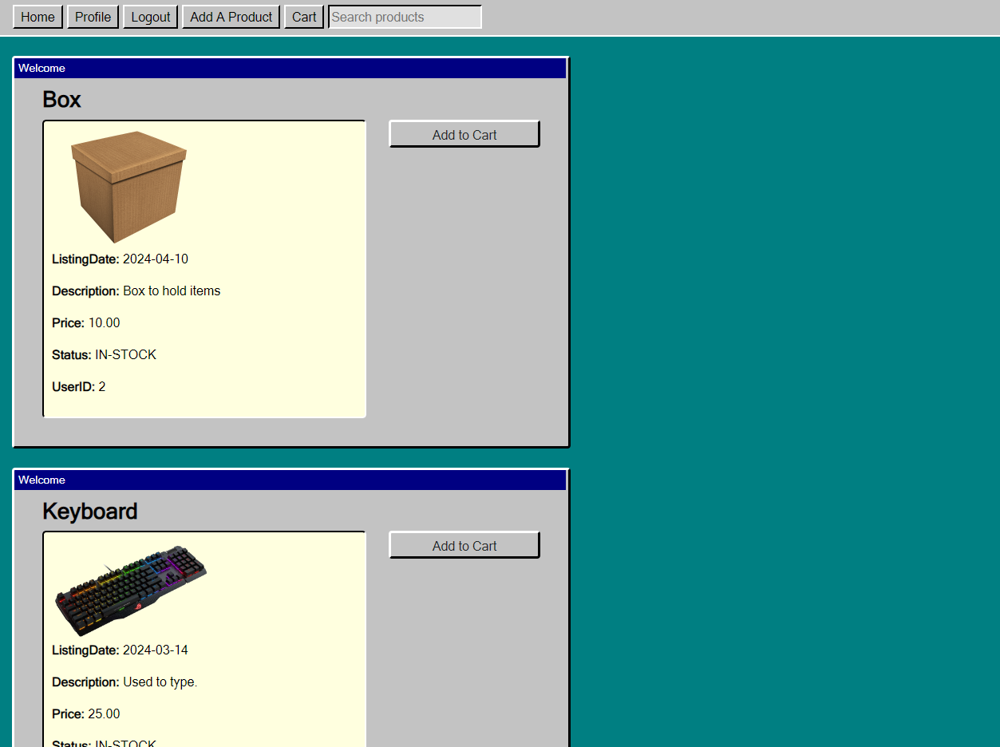 Home Profile Logout Add A Product Cart Search products
Welcome
Box
Add to Cart
ListingDate: 2024-04-10
Description: Box to hold items
Price: 10.00
Status: IN-STOCK
UserID: 2
Welcome
Keyboard
Add to Cart
ListingDate: 2024-03-14
Description: Used to type.
Price: 25.00
Status: IN-STOCK